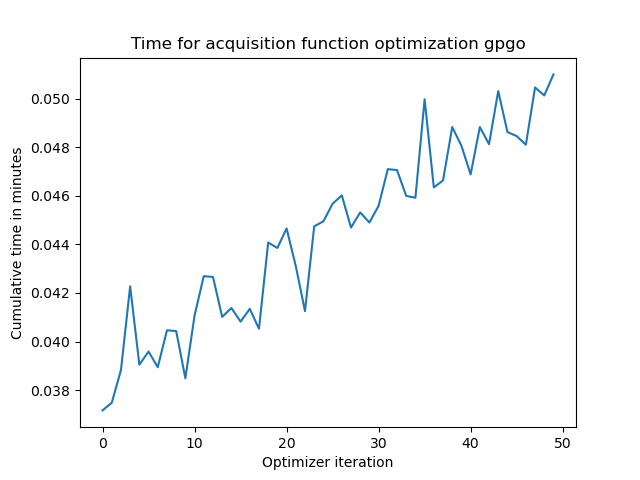 Time for acquisition function optimization gpgo
0.050
0.048
0.046
0.044
0.042
0.040
0.038
Cumulative time in minutes
0 10 20 30 40 50
Optimizer iteration